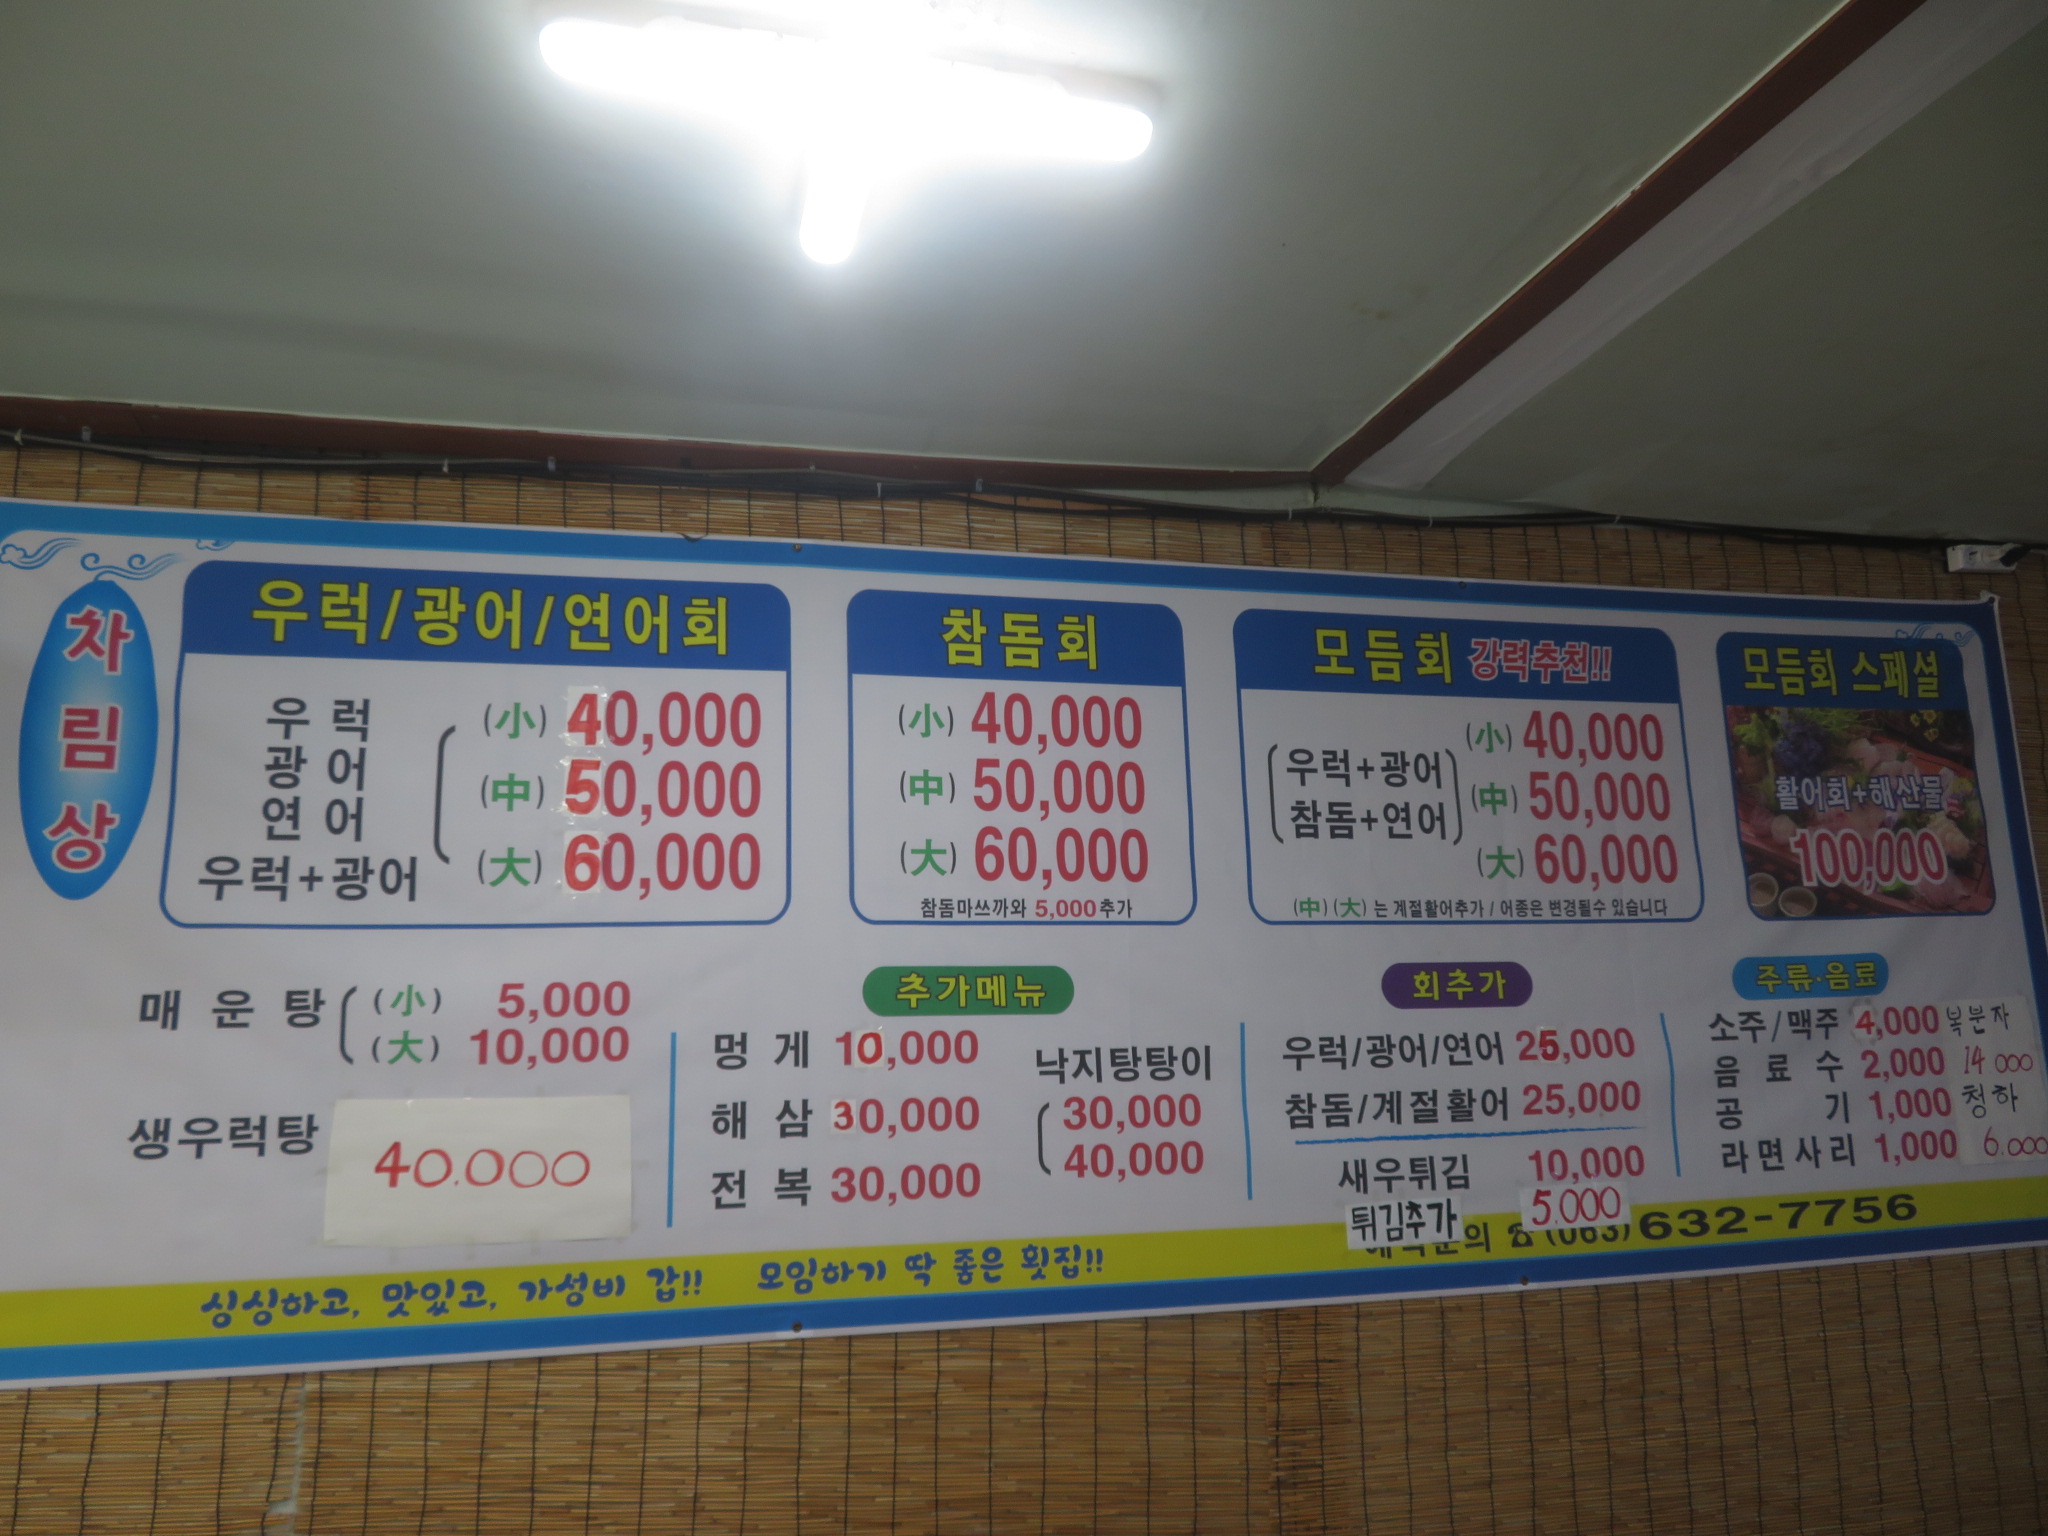 차림상
우럭/광어/연어회
우럭
광어
연어
우럭+광어
(小) 40,000
(中) 50,000
(大) 60,000
참돔회
(小) 40,000
(中) 50,000
(大) 60,000
참돔마쓰까와 5,000 추가
모듬회 강력추천!!
우럭+광어
참돔+연어
(小) 40,000
(中) 50,000
(大) 60,000
(中) (大) 는 계절활어추가 / 어종은 변경될수 있습니다
모듬회 스페셜
활어회+해산물
100,000
매운탕
(小) 5,000
(大) 10,000
생우럭탕 40.000
추가메뉴
멍게 10,000
해삼 30,000
전복 30,000
낙지탕탕이
30,000
40,000
회추가
우럭/광어/연어 25,000
참돔/계절활어 25,000
새우튀김 10,000
튀김추가 5.000
주류·음료
소주/맥주 4,000
음료수 2,000
공기 1,000
라면사리 1,000
복분자
14 000
청하
6.000
싱싱하고, 맛있고, 가성비 갑!! 모임하기 딱 좋은 횟집!!
문의 ☎ (063) 632-7756